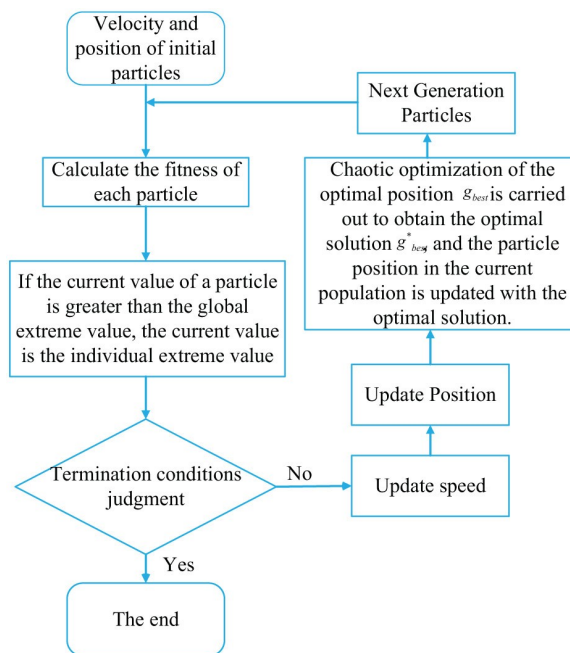 Velocity and
position of initial
particles
Calculate the fitness of
each particle
If the current value of a particle
is greater than the global
extreme value, the current value
is the individual extreme value
Termination conditions
judgment
No
Yes
The end
Update speed
Update Position
Chaotic optimization of the
optimal position g_best is carried
out to obtain the optimal
solution g*_best, and the particle
position in the current
population is updated with the
optimal solution.
Next Generation
Particles